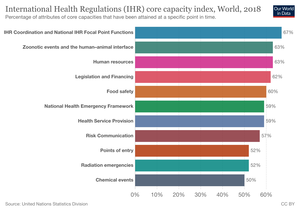 International Health Regulations (IHR) core capacity index, World, 2018
Our World
in Data
Percentage of attributes of core capacities that have been attained at a specific point in time.
IHR Coordination and National IHR Focal Point Functions 67%
Zoonotic events and the human–animal interface 63%
Human resources 63%
Legislation and Financing 62%
Food safety 60%
National Health Emergency Framework 59%
Health Service Provision 59%
Risk Communication 57%
Points of entry 52%
Radiation emergencies 52%
Chemical events 50%
0% 10% 20% 30% 40% 50% 60%
Source: United Nations Statistics Division
CC BY